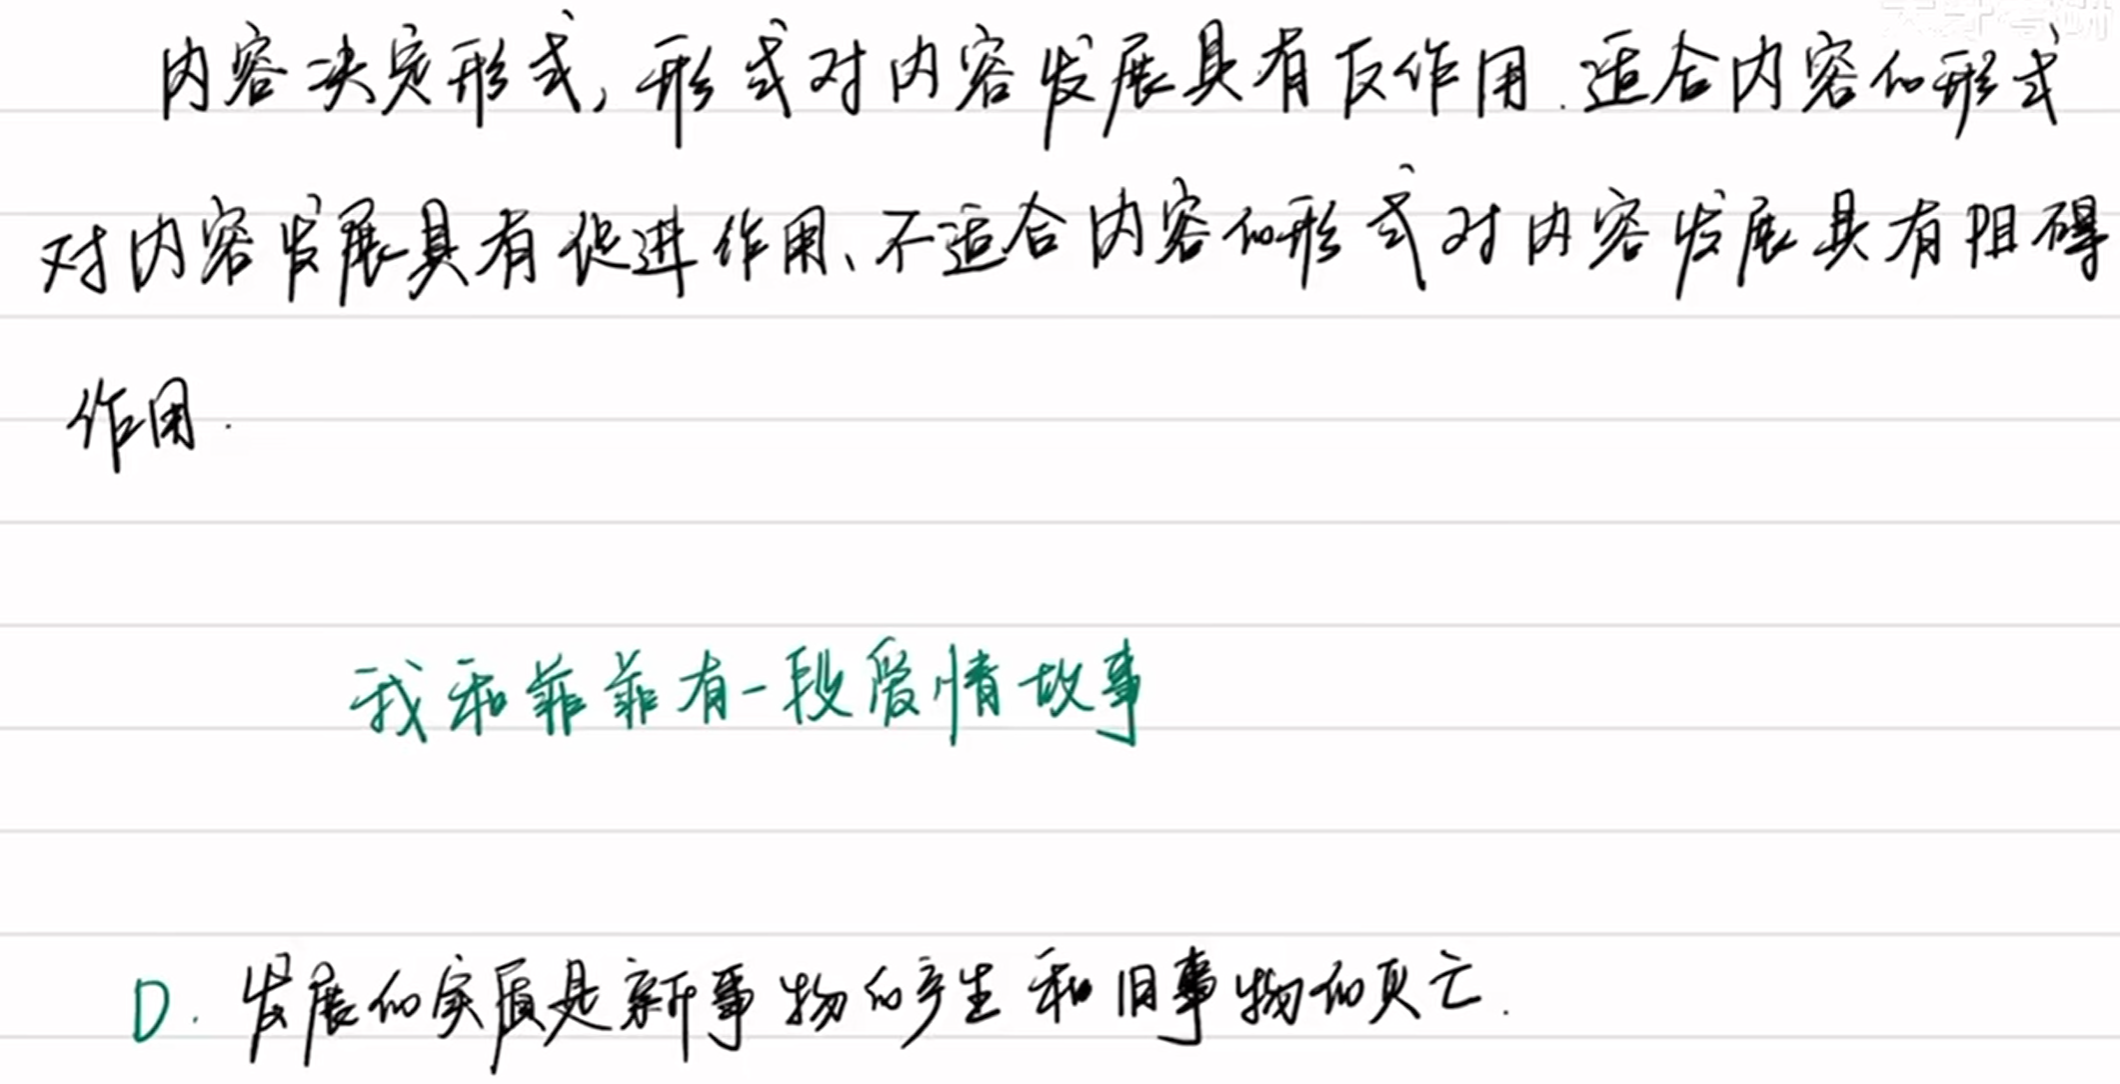 内容决定形式,形式对内容发展具有反作用.适合内容的形式
对内容发展具有促进作用、不适合内容的形式对内容发展具有阻碍
作用.
我和菲菲有一段爱情故事
D.发展的实质是新事物的产生和旧事物的灭亡.